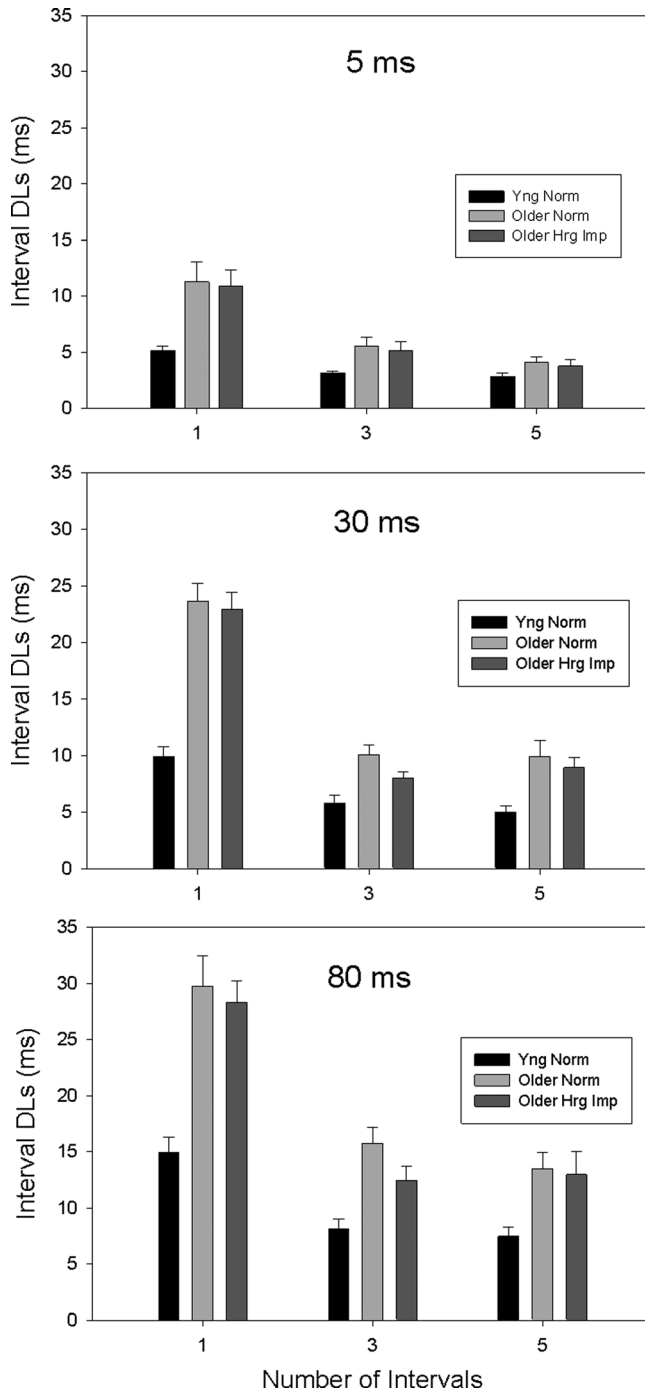 35
5 ms
30
25
Interval DLs (ms)
20
Yng Norm
Older Norm
Older Hrg Imp
15
10
5
0
1
3
5
35
30 ms
30
25
Interval DLs (ms)
20
Yng Norm
Older Norm
Older Hrg Imp
15
10
5
0
1
3
5
35
80 ms
30
25
Interval DLs (ms)
20
Yng Norm
Older Norm
Older Hrg Imp
15
10
5
0
1
3
5
Number of Intervals